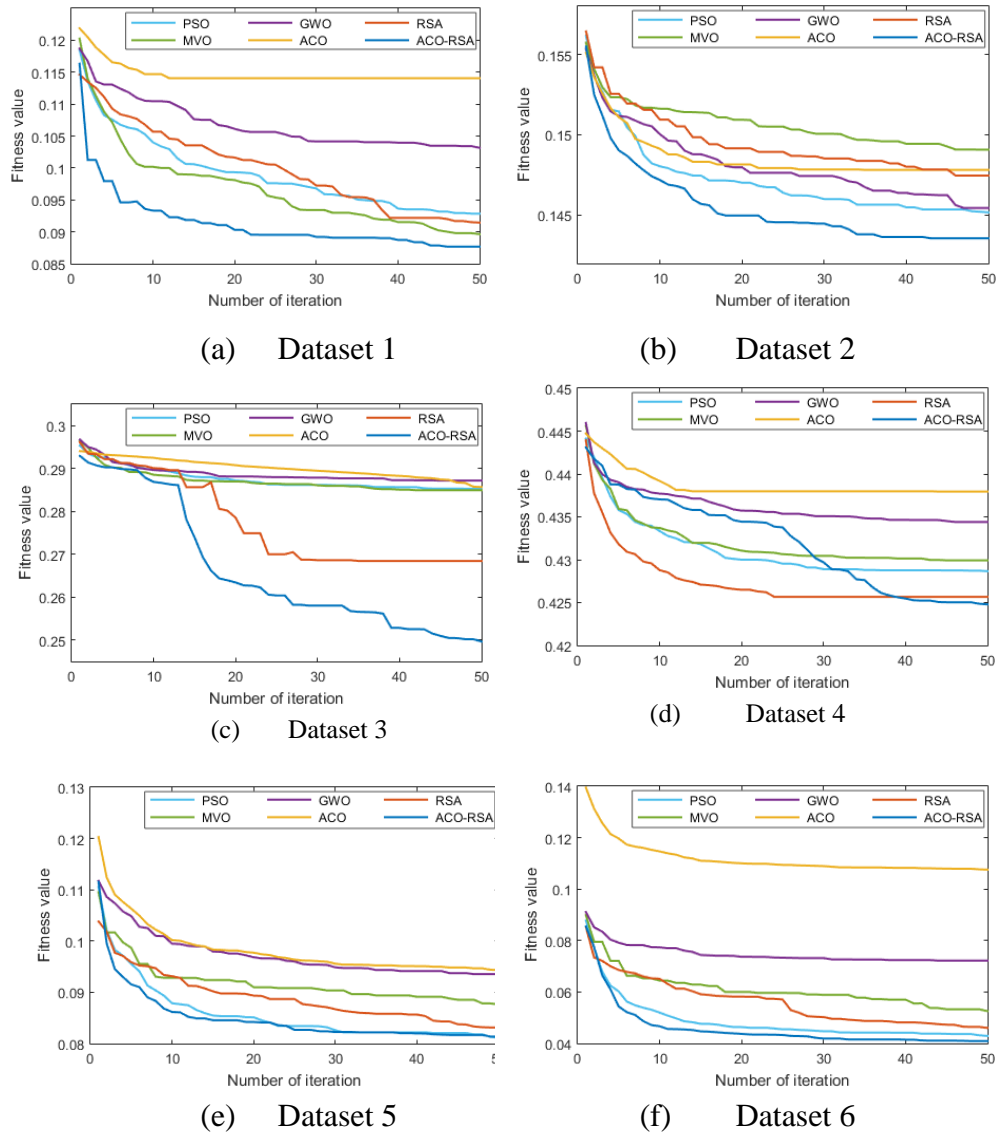 PSO GWO RSA
MVO ACO ACO-RSA
0.12
0.115
0.11
0.105
0.1
0.095
0.09
0.085
Fitness value
0 10 20 30 40 50
Number of iteration
(a) Dataset 1
PSO GWO RSA
MVO ACO ACO-RSA
0.155
0.15
0.145
Fitness value
0 10 20 30 40 50
Number of iteration
(b) Dataset 2
PSO GWO RSA
MVO ACO ACO-RSA
0.3
0.29
0.28
0.27
0.26
0.25
Fitness value
0 10 20 30 40 50
Number of iteration
(c) Dataset 3
PSO GWO RSA
MVO ACO ACO-RSA
0.45
0.445
0.44
0.435
0.43
0.425
0.42
Fitness value
0 10 20 30 40 50
Number of iteration
(d) Dataset 4
PSO GWO RSA
MVO ACO ACO-RSA
0.13
0.12
0.11
0.1
0.09
0.08
Fitness value
0 10 20 30 40
Number of iteration
(e) Dataset 5
PSO GWO RSA
MVO ACO ACO-RSA
0.14
0.12
0.1
0.08
0.06
0.04
Fitness value
0 10 20 30 40 50
Number of iteration
(f) Dataset 6